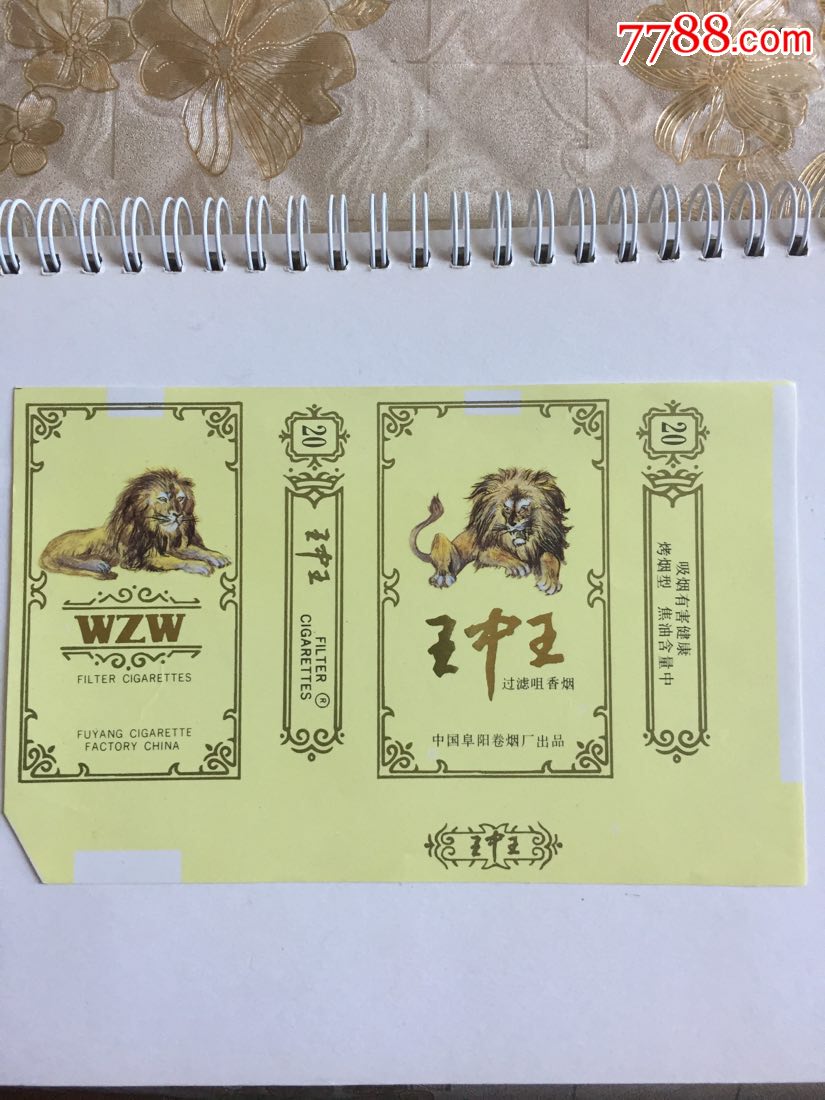 7788.com
WZW
FILTER CIGARETTES
FUYANG CIGARETTE
FACTORY CHINA
20
王中王
FILTER ®
CIGARETTES
王中王
过滤咀香烟
中国阜阳卷烟厂出品
王中王
20
吸烟有害健康
烤烟型 焦油含量中